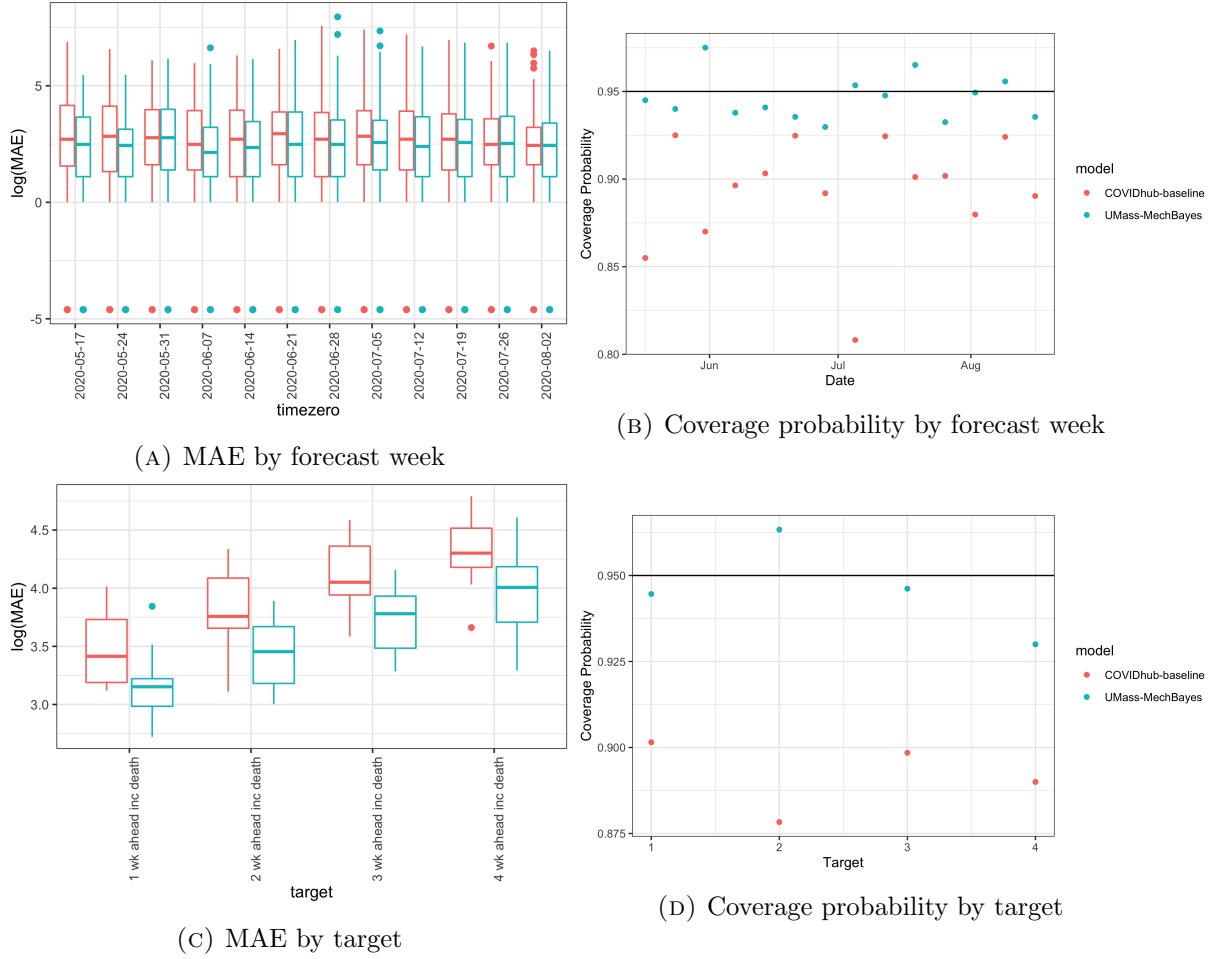 log(MAE)
5
0
-5
2020-05-17
2020-05-24
2020-05-31
2020-06-07
2020-06-14
2020-06-21
2020-06-28
2020-07-05
2020-07-12
2020-07-19
2020-07-26
2020-08-02
timezero
(A) MAE by forecast week
Coverage Probability
0.95
0.90
0.85
0.80
Jun
Jul
Aug
Date
model
COVIDhub-baseline
UMass-MechBayes
(B) Coverage probability by forecast week
log(MAE)
4.5
4.0
3.5
3.0
1 wk ahead inc death
2 wk ahead inc death
3 wk ahead inc death
4 wk ahead inc death
target
(C) MAE by target
Coverage Probability
0.950
0.925
0.900
0.875
1
2
3
4
Target
model
COVIDhub-baseline
UMass-MechBayes
(D) Coverage probability by target